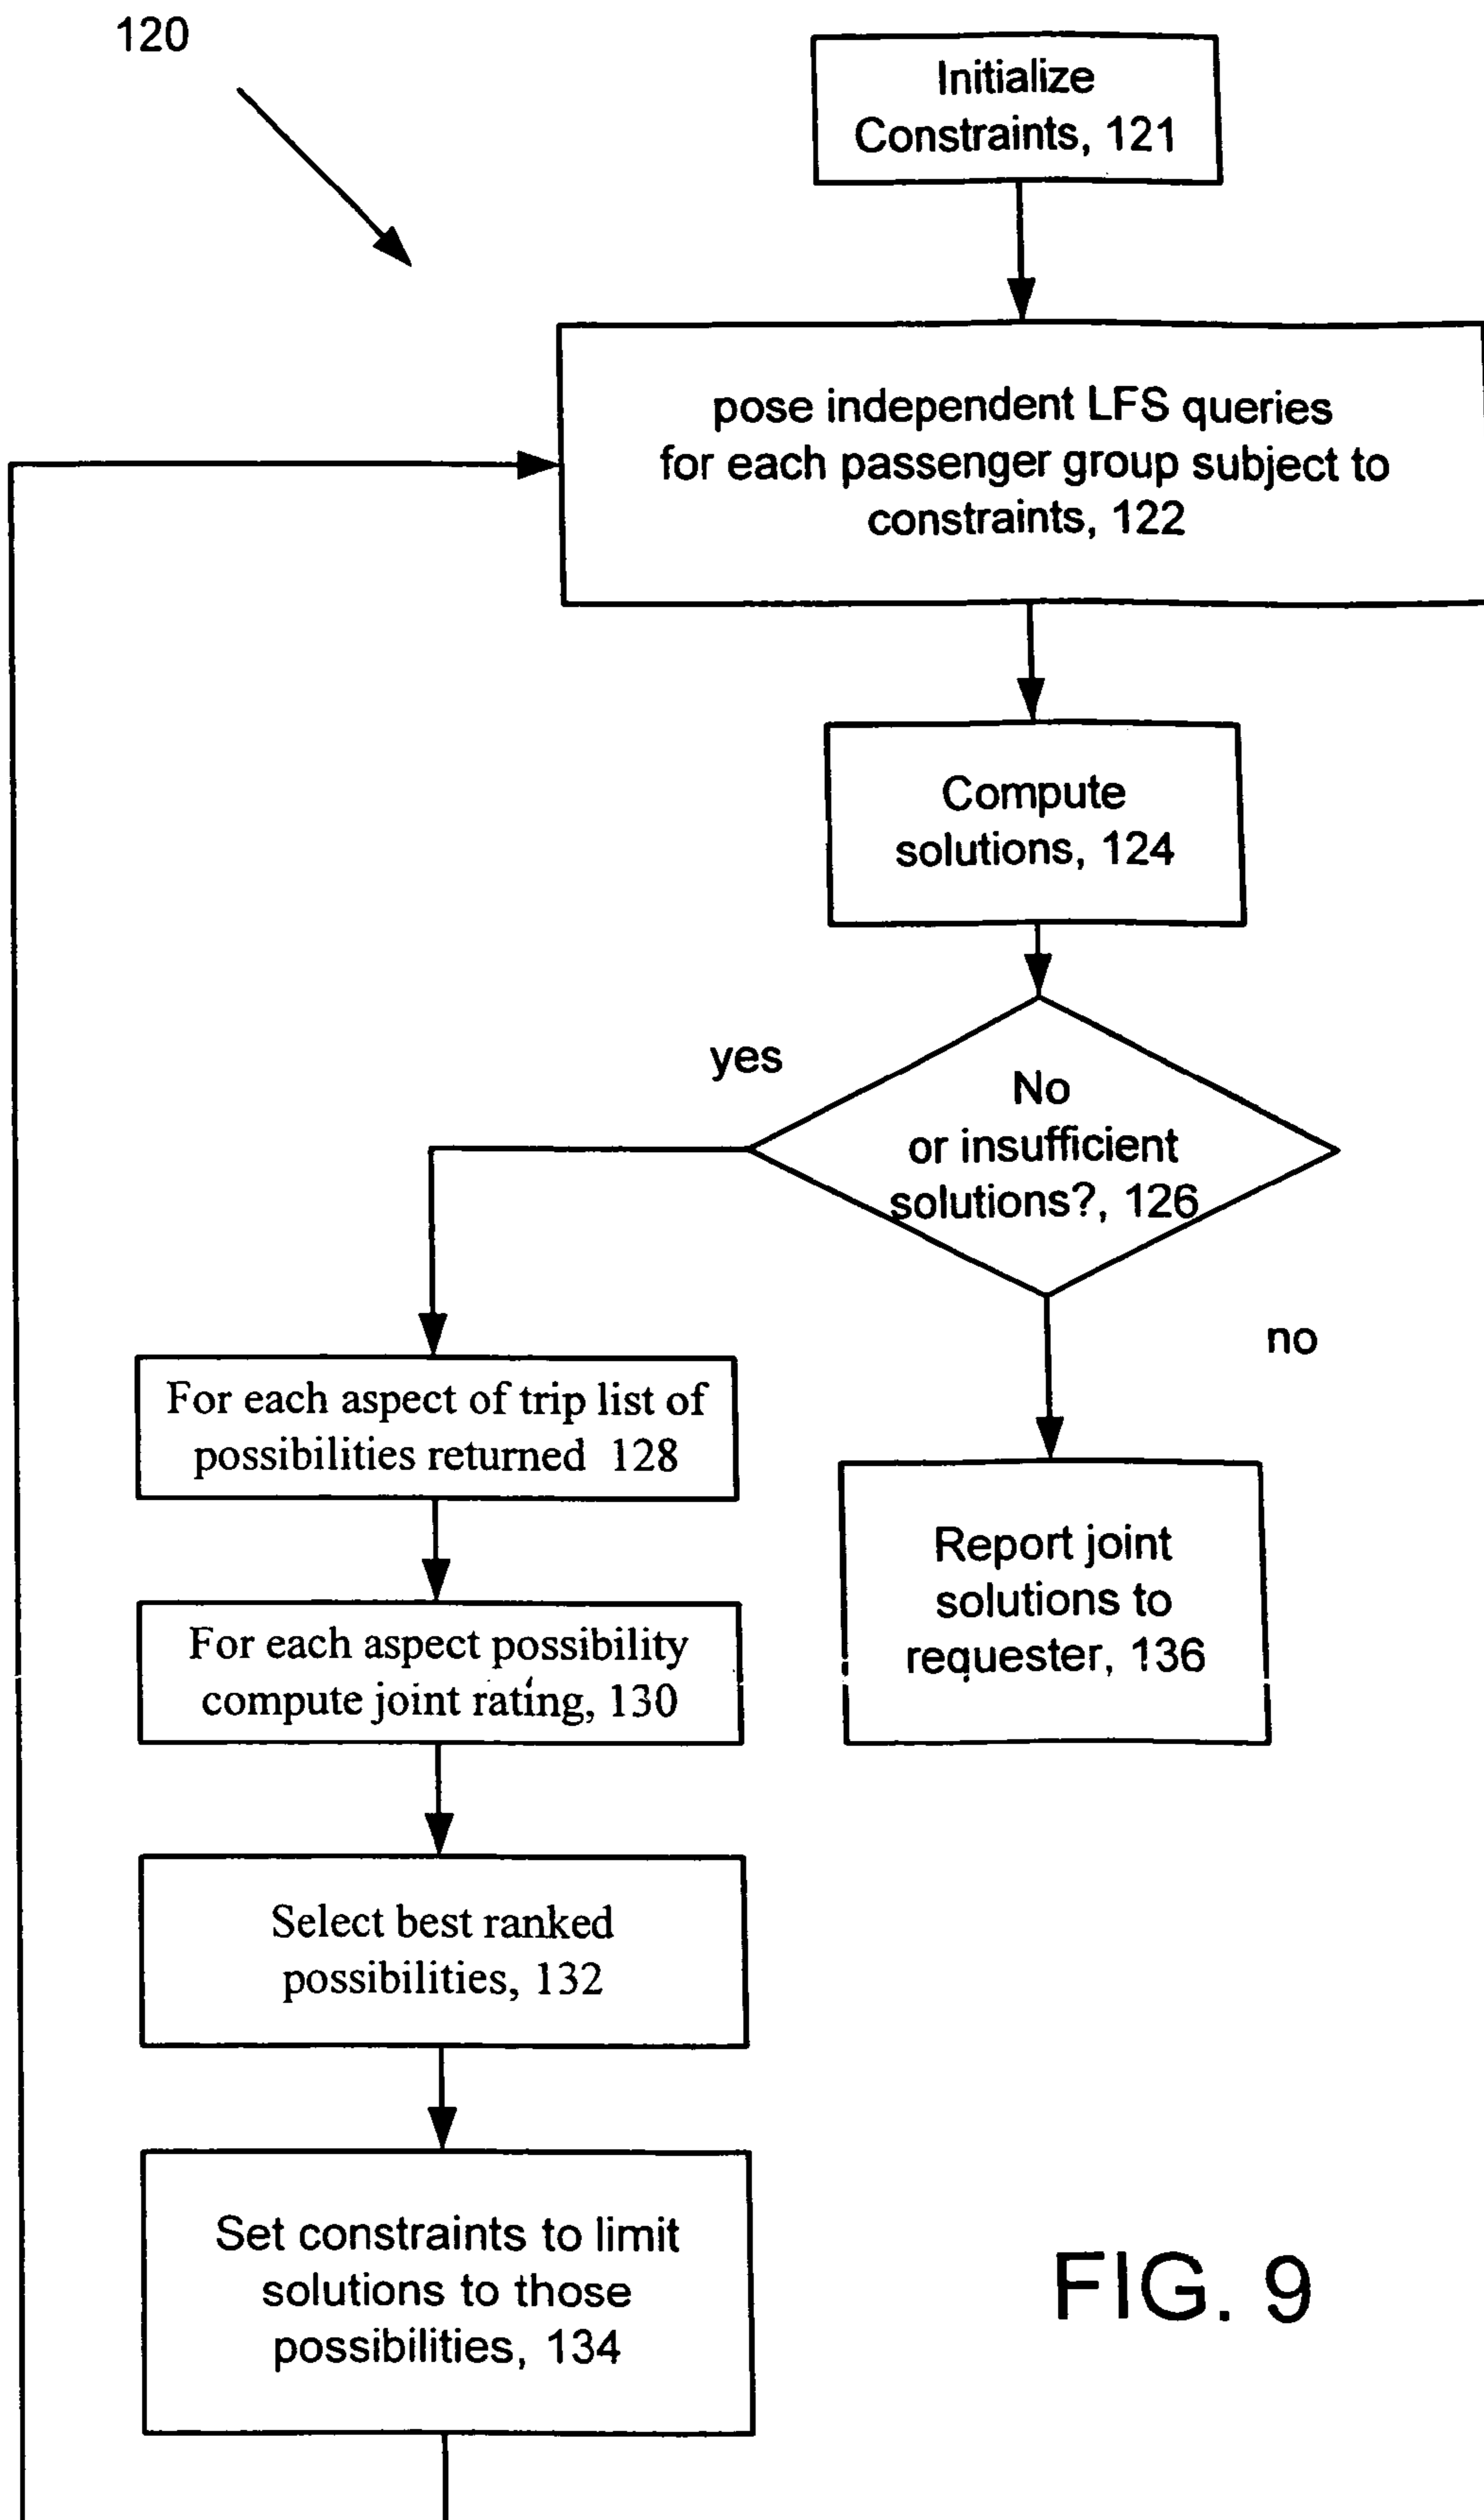 120
Initialize
Constraints, 121
pose independent LFS queries
for each passenger group subject to
constraints, 122
Compute
solutions, 124
yes
No
or insufficient
solutions?, 126
no
For each aspect of trip list of
possibilities returned 128
For each aspect possibility
compute joint rating, 130
Report joint
solutions to
requester, 136
Select best ranked
possibilities, 132
Set constraints to limit
solutions to those
possibilities, 134
FIG. 9